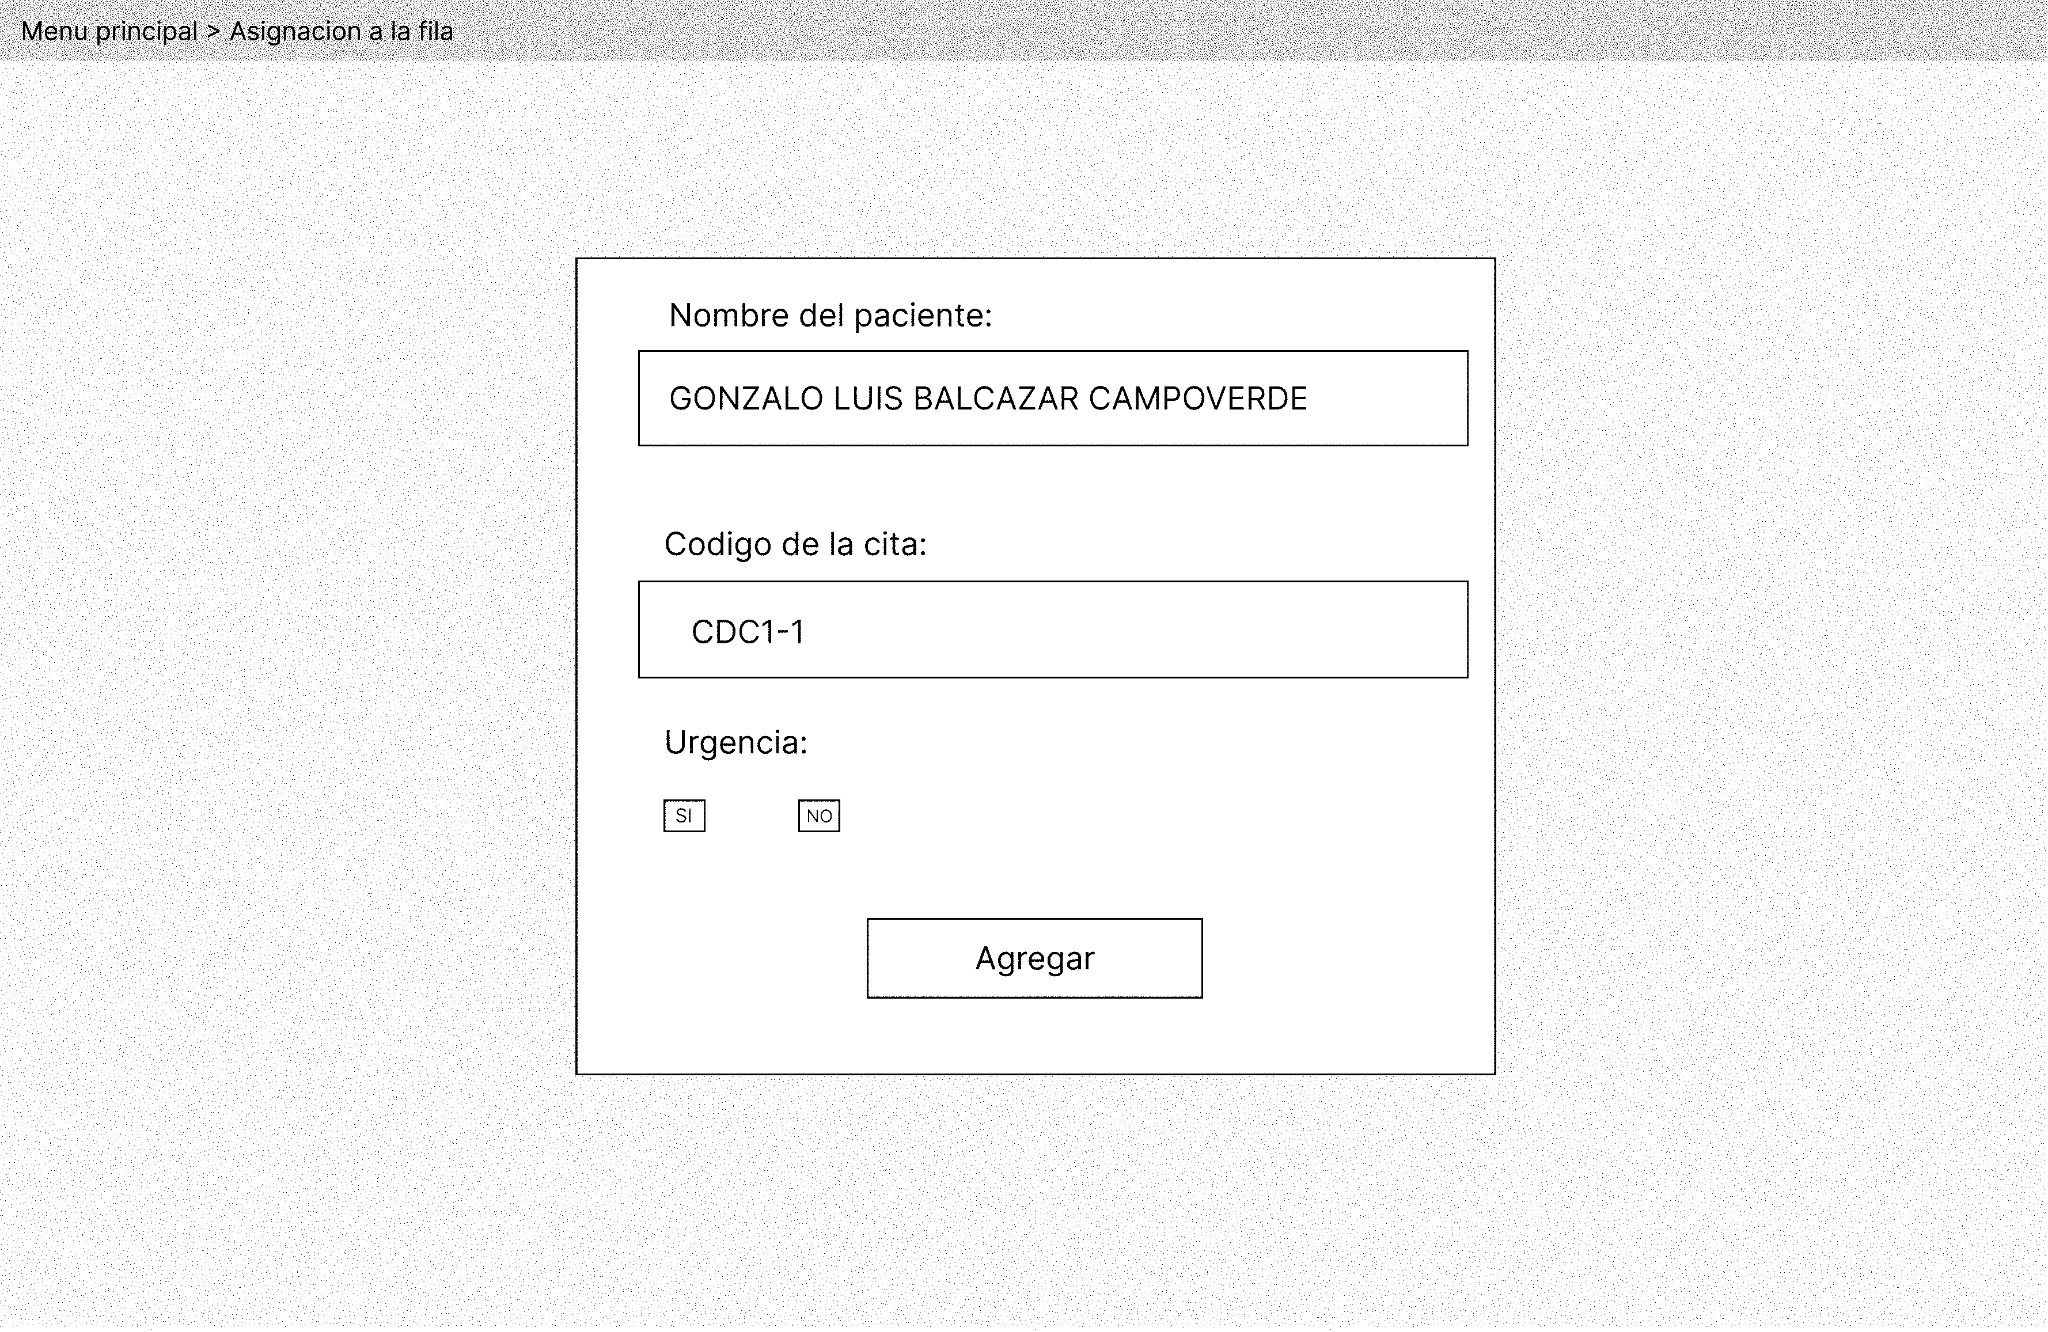 Menu principal > Asignacion a la fila
Nombre del paciente:
GONZALO LUIS BALCAZAR CAMPOVERDE
Codigo de la cita:
CDC1-1
Urgencia:
SI NO
Agregar